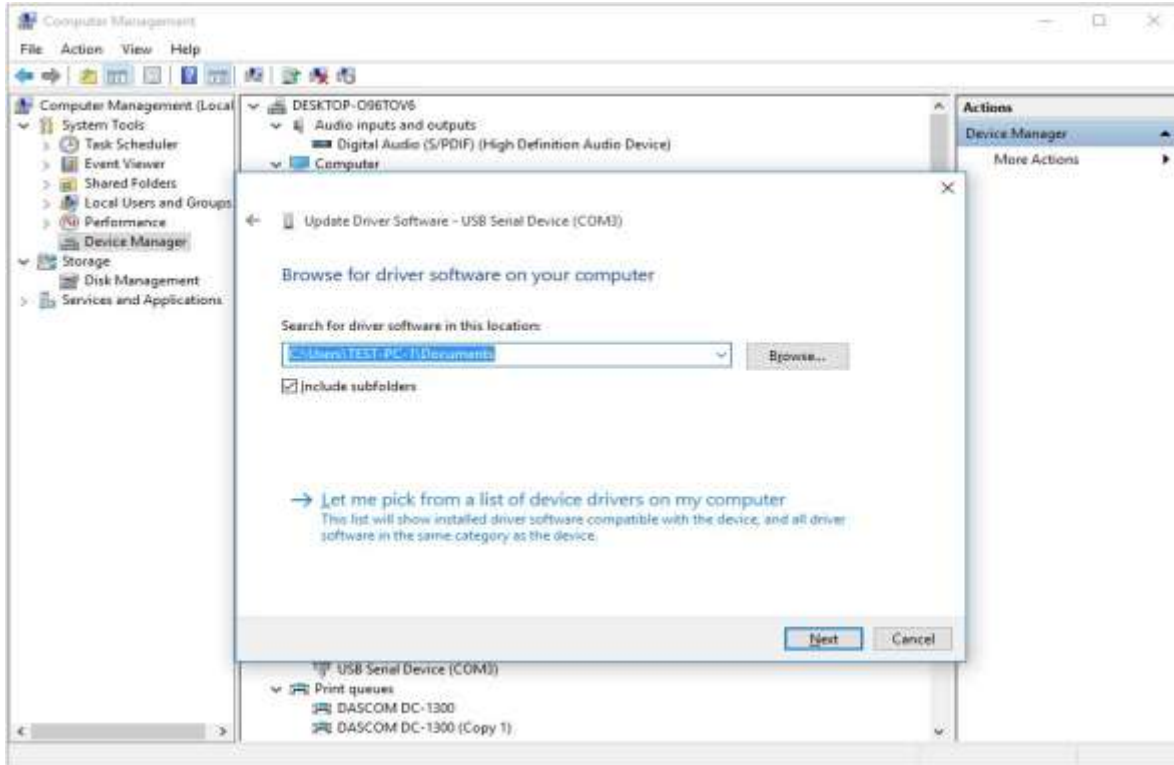 Computer Management
File Action View Help
Computer Management (Local
System Tools
Task Scheduler
Event Viewer
Shared Folders
Local Users and Groups
Performance
Device Manager
Storage
Disk Management
Services and Applications
DESKTOP-O96TOV6
Audio inputs and outputs
Digital Audio (S/PDIF) (High Definition Audio Device)
Computer
Update Driver Software - USB Serial Device (COM3)
Browse for driver software on your computer
Search for driver software in this location:
C:\Users\TEST-PC-1\Documents
Browse...
Include subfolders
Let me pick from a list of device drivers on my computer
This list will show installed driver software compatible with the device, and all driver
software in the same category as the device.
Next Cancel
USB Serial Device (COM3)
Print queues
DASCOM DC-1300
DASCOM DC-1300 (Copy 1)
Actions
Device Manager
More Actions